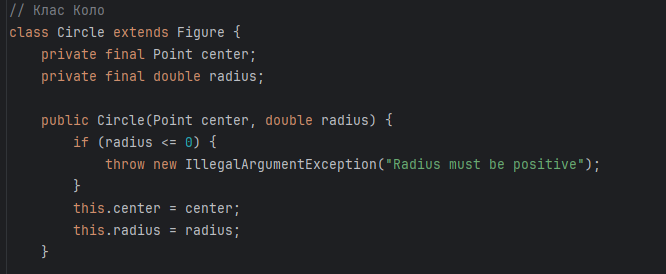 // Клас Коло
class Circle extends Figure {
    private final Point center;
    private final double radius;

    public Circle(Point center, double radius) {
        if (radius <= 0) {
            throw new IllegalArgumentException("Radius must be positive");
        }
        this.center = center;
        this.radius = radius;
    }